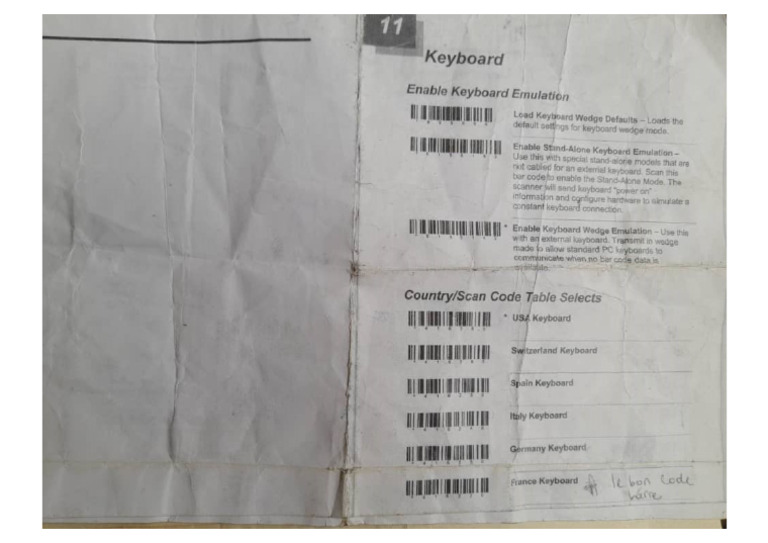 11
Keyboard
Enable Keyboard Emulation
Load Keyboard Wedge Defaults – Loads the
default settings for keyboard wedge mode.
Enable Stand-Alone Keyboard Emulation –
Use this with special stand-alone models that are
not cabled for an external keyboard. Scan this
bar code to enable the Stand-Alone Mode. The
scanner will send keyboard "power on"
information and configure hardware to simulate a
constant keyboard connection.
* Enable Keyboard Wedge Emulation – Use this
with an external keyboard. Transmit in wedge
made to allow standard PC keyboards to
communicate when no bar code data is
available.
Country/Scan Code Table Selects
* USA Keyboard
Switzerland Keyboard
Spain Keyboard
Italy Keyboard
Germany Keyboard
France Keyboard le bon code
barre